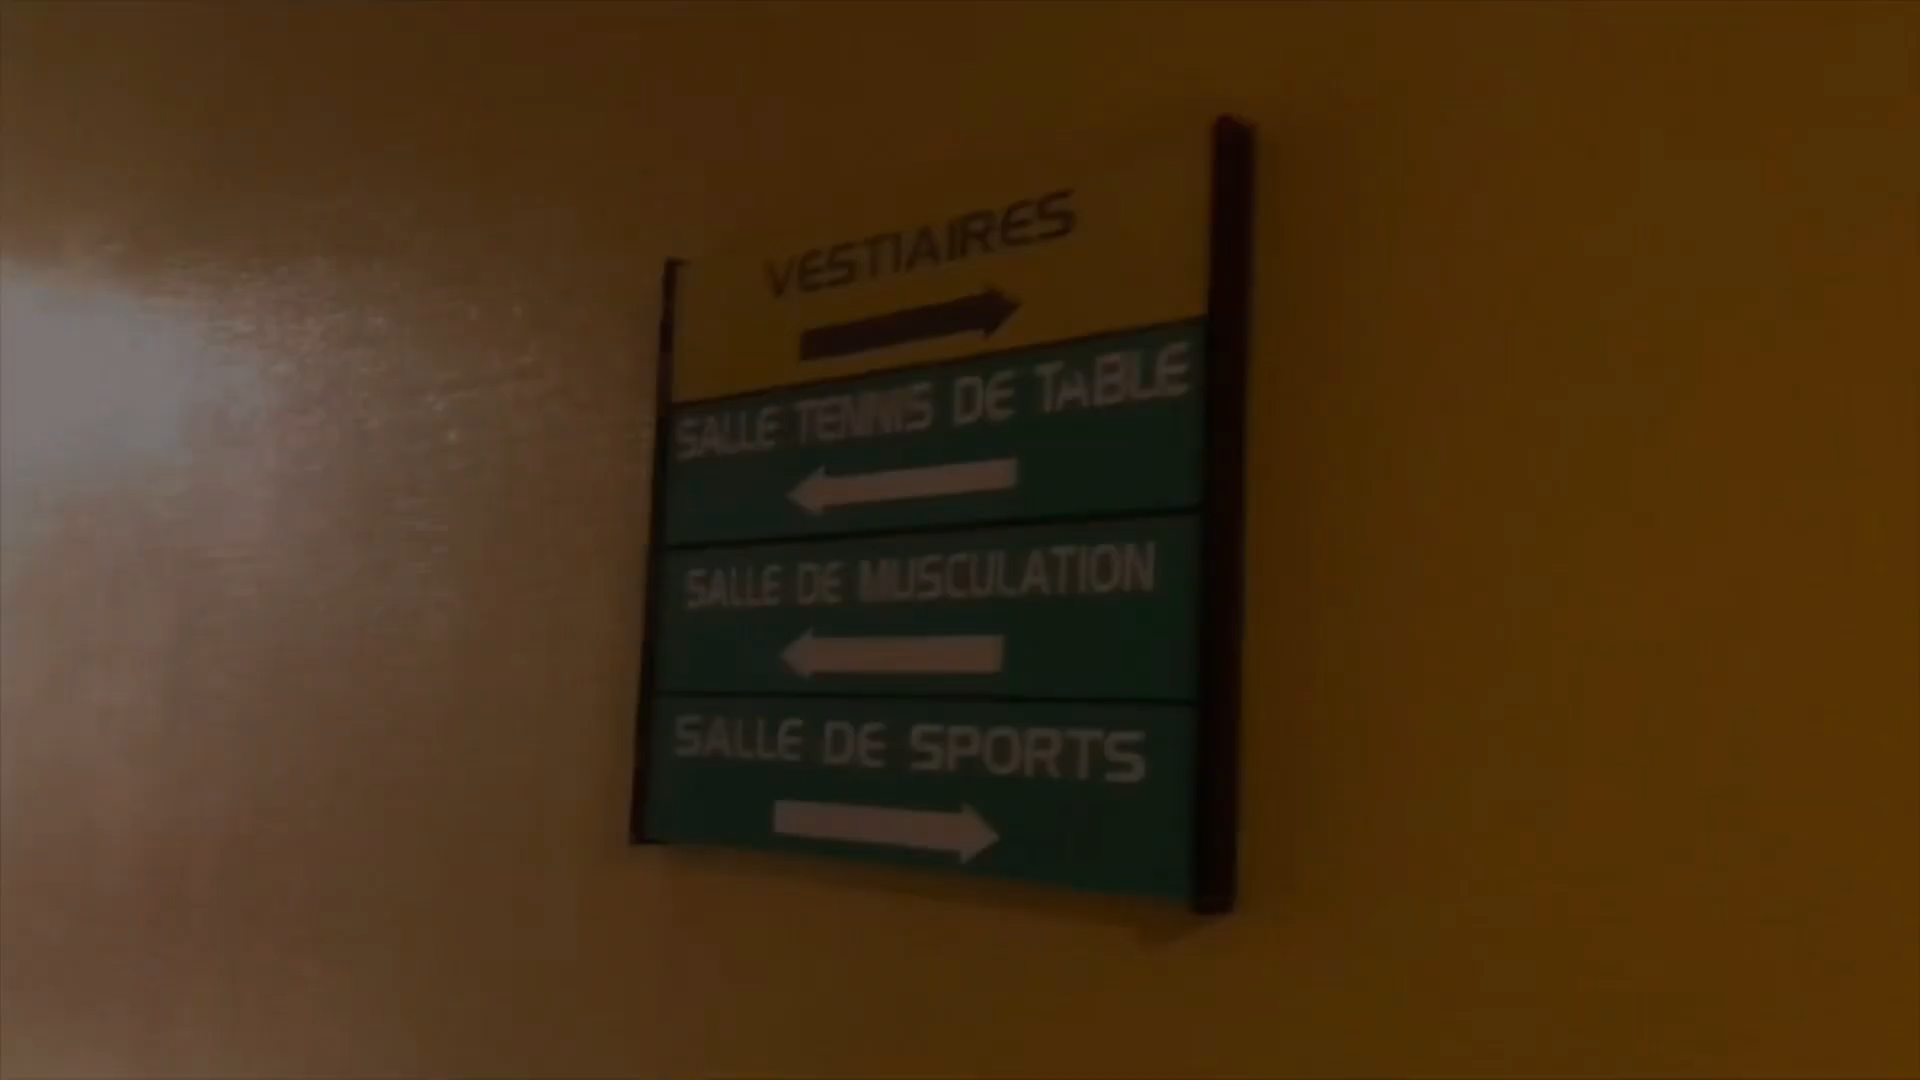 VESTIAIRES
SALLE TENNIS DE TABLE
SALLE DE MUSCULATION
SALLE DE SPORTS